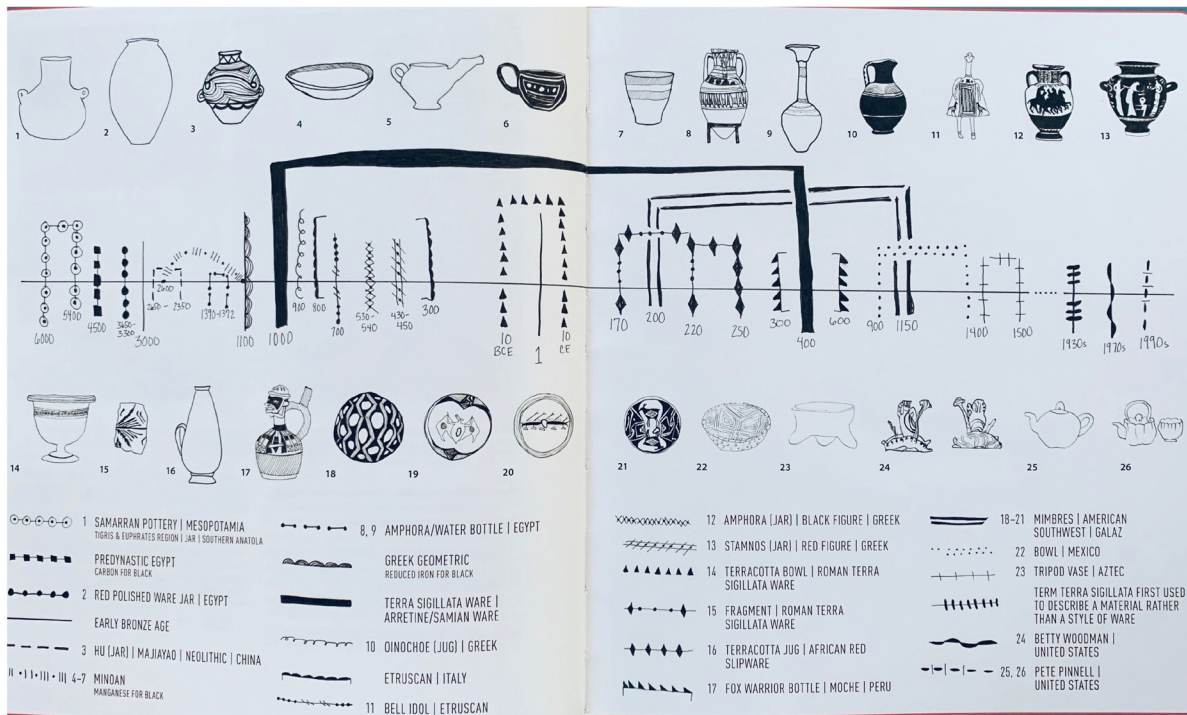 1 2 3 4 5 6
7 8 9 10 11 12 13
6000
5400
4500
3650-
3300
3000
2650 - 2350
2600
1390-1372
1100
1000
900
800
700
530-
540
430-
450
300
10
BCE
1
10
CE
170
200
220
250
300
400
600
900
1150
1400
1500
1930s
1970s
1990s
14 15 16 17 18 19 20
21 22 23 24 25 26
1 SAMARRAN POTTERY | MESOPOTAMIA
TIGRIS & EUPHRATES REGION | JAR | SOUTHERN ANATOLA
PREDYNASTIC EGYPT
CARBON FOR BLACK
2 RED POLISHED WARE JAR | EGYPT
EARLY BRONZE AGE
3 HU (JAR) | MAJIAYAO | NEOLITHIC | CHINA
4-7 MINOAN
MANGANESE FOR BLACK
8, 9 AMPHORA/WATER BOTTLE | EGYPT
GREEK GEOMETRIC
REDUCED IRON FOR BLACK
TERRA SIGILLATA WARE |
ARRETINE/SAMIAN WARE
10 OINOCHOE (JUG) | GREEK
ETRUSCAN | ITALY
11 BELL IDOL | ETRUSCAN
12 AMPHORA (JAR) | BLACK FIGURE | GREEK
13 STAMNOS (JAR) | RED FIGURE | GREEK
14 TERRACOTTA BOWL | ROMAN TERRA
SIGILLATA WARE
15 FRAGMENT | ROMAN TERRA
SIGILLATA WARE
16 TERRACOTTA JUG | AFRICAN RED
SLIPWARE
17 FOX WARRIOR BOTTLE | MOCHE | PERU
18-21 MIMBRES | AMERICAN
SOUTHWEST | GALAZ
22 BOWL | MEXICO
23 TRIPOD VASE | AZTEC
TERM TERRA SIGILLATA FIRST USED
TO DESCRIBE A MATERIAL RATHER
THAN A STYLE OF WARE
24 BETTY WOODMAN |
UNITED STATES
25, 26 PETE PINNELL |
UNITED STATES